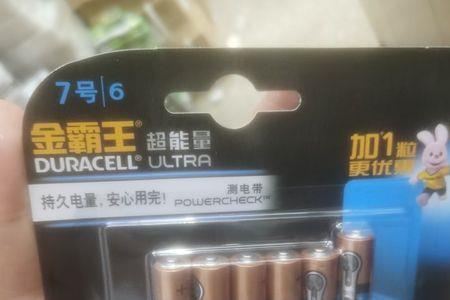 7号|6
金霸王® 超能量
DURACELL® ULTRA
持久电量,安心用完!
测电带
POWERCHECK™
加1粒
更优惠